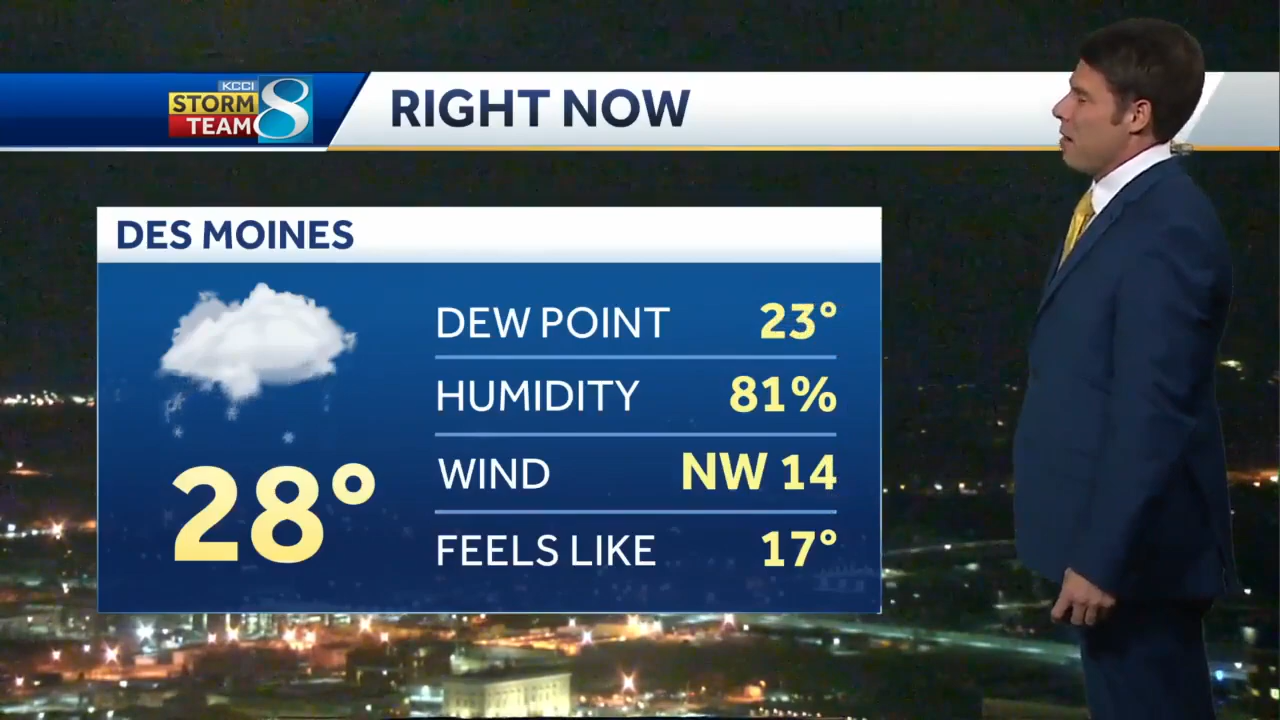 KCCI
STORM
TEAM 8
RIGHT NOW
DES MOINES
28°
DEW POINT 23°
HUMIDITY 81%
WIND NW 14
FEELS LIKE 17°